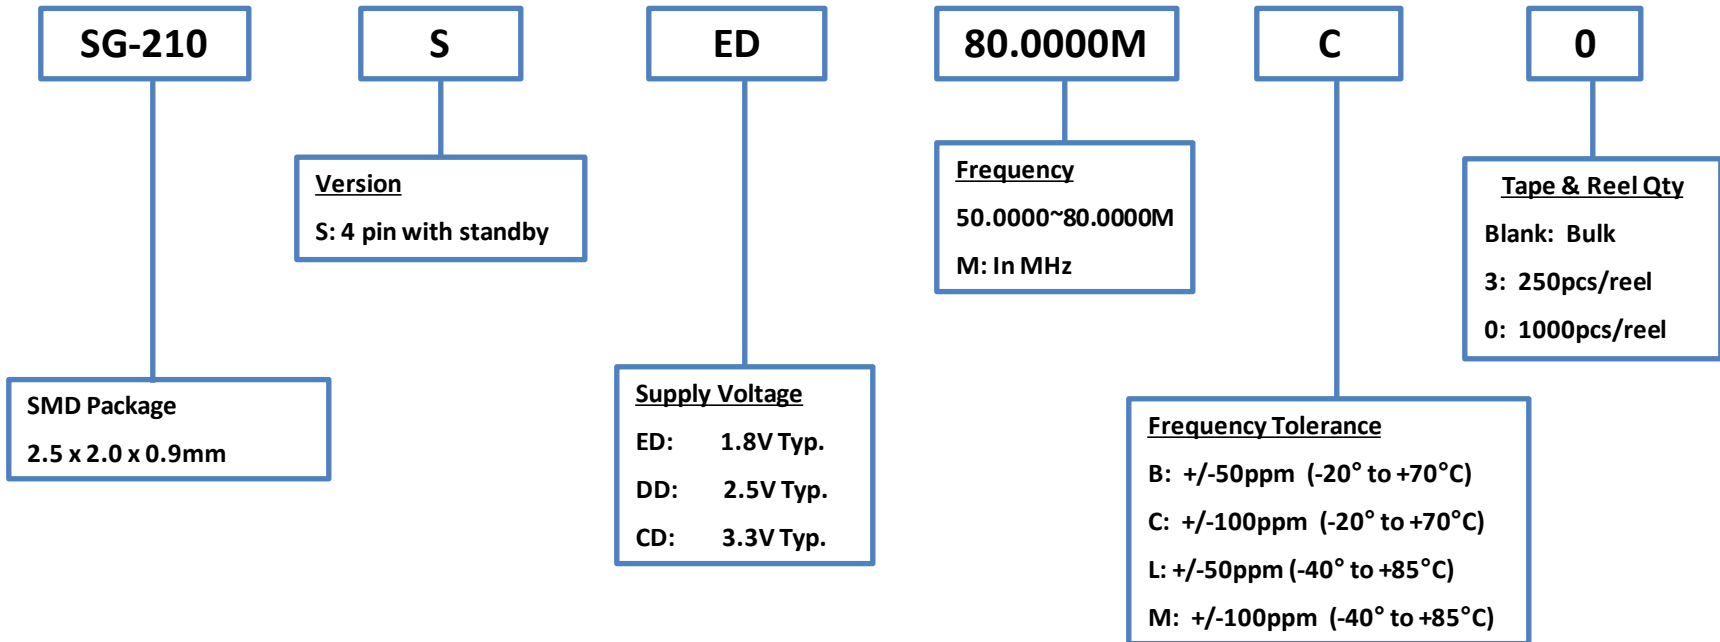 SG-210
S
ED
80.0000M
C
0
Version
S: 4 pin with standby
Frequency
50.0000~80.0000M
M: In MHz
Tape & Reel Qty
Blank: Bulk
3: 250pcs/reel
0: 1000pcs/reel
SMD Package
2.5 x 2.0 x 0.9mm
Supply Voltage
ED: 1.8V Typ.
DD: 2.5V Typ.
CD: 3.3V Typ.
Frequency Tolerance
B: +/-50ppm (-20° to +70°C)
C: +/-100ppm (-20° to +70°C)
L: +/-50ppm (-40° to +85°C)
M: +/-100ppm (-40° to +85°C)